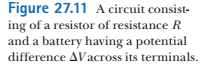 Figure 27.11 A circuit consist-
ing of a resistor of resistance R
and a battery having a potential
difference ΔV across its terminals.